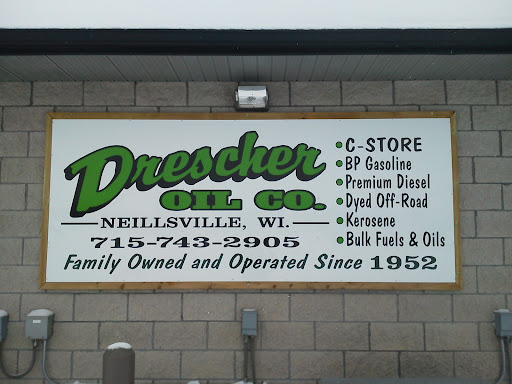 Drescher
OIL CO.
NEILLSVILLE, WI.
715-743-2905
• C-STORE
• BP Gasoline
• Premium Diesel
• Dyed Off-Road
• Kerosene
• Bulk Fuels & Oils
Family Owned and Operated Since 1952